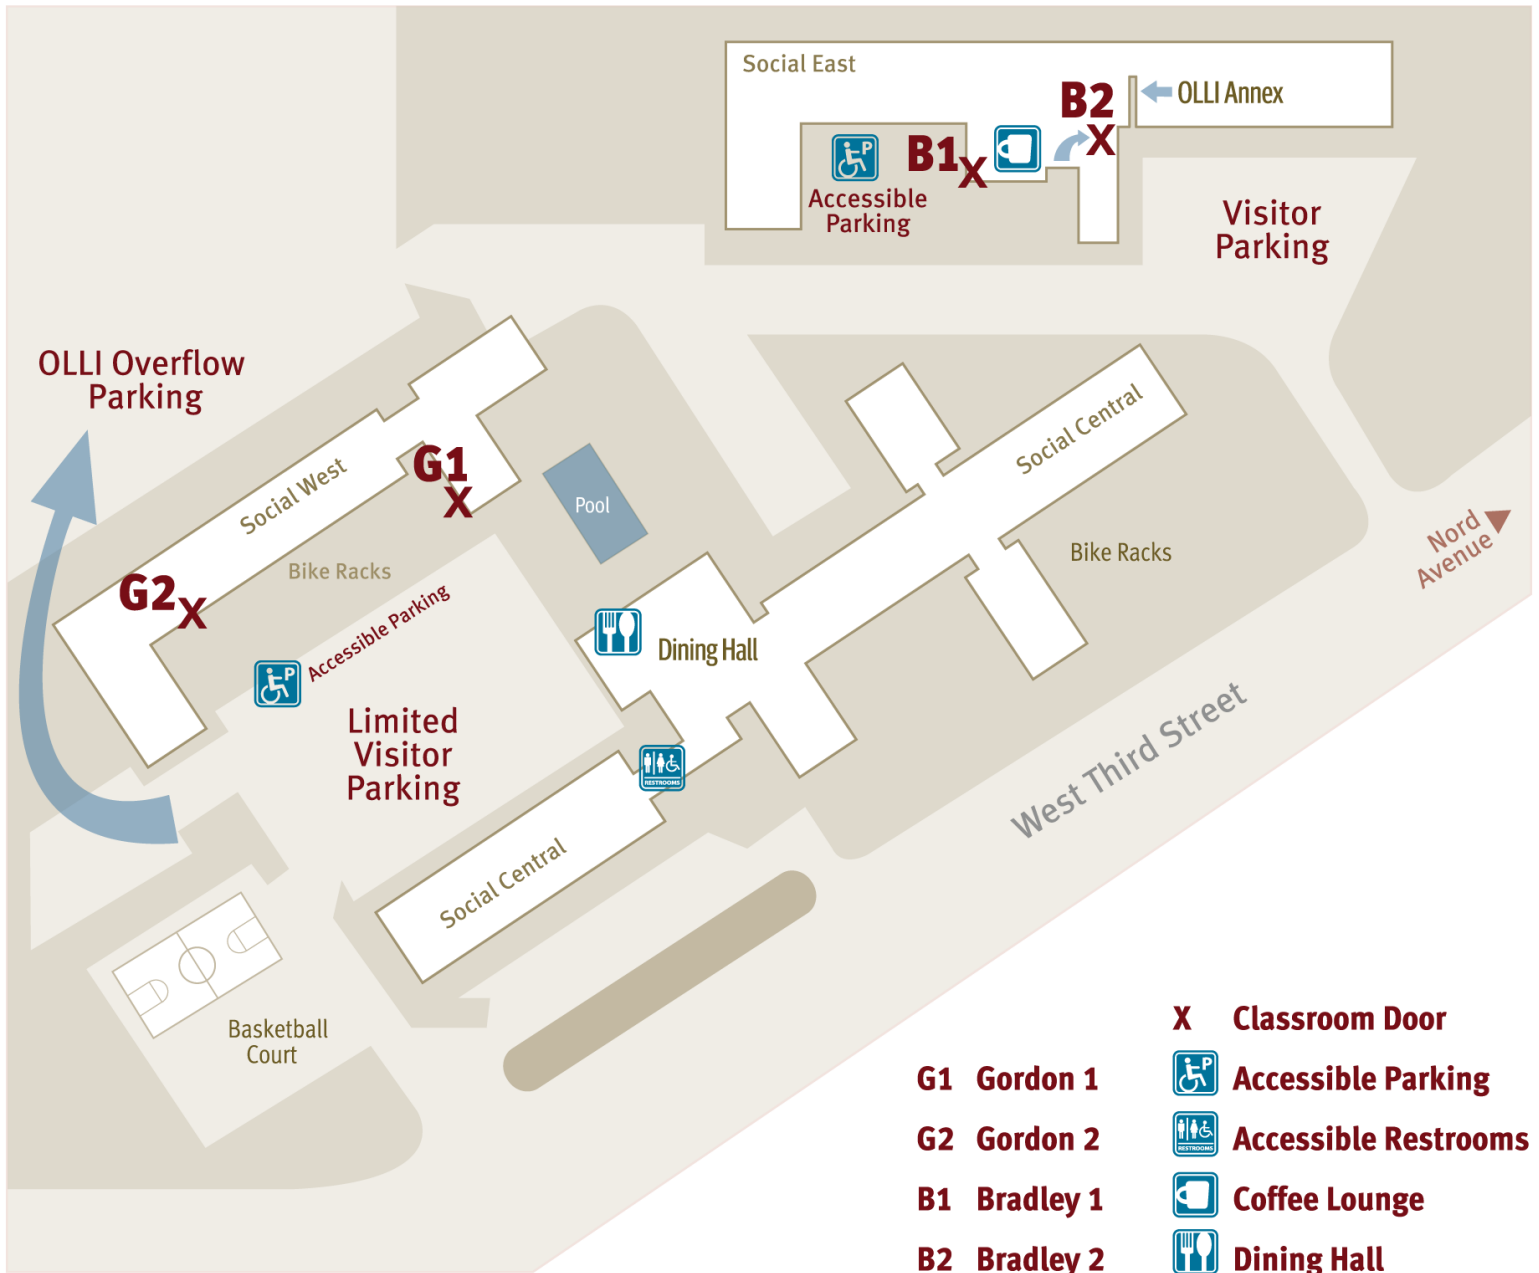 Social East
B2
OLLI Annex
B1
X
X
P
Accessible
Parking
Visitor
Parking
OLLI Overflow
Parking
Social West
G1
X
Pool
Social Central
Bike Racks
Nord
Avenue
Bike Racks
G2
X
Accessible Parking
P
Dining Hall
Limited
Visitor
Parking
RESTROOMS
West Third Street
Social Central
Basketball
Court
X Classroom Door
G1 Gordon 1
P Accessible Parking
G2 Gordon 2
RESTROOMS Accessible Restrooms
B1 Bradley 1
Coffee Lounge
B2 Bradley 2
Dining Hall